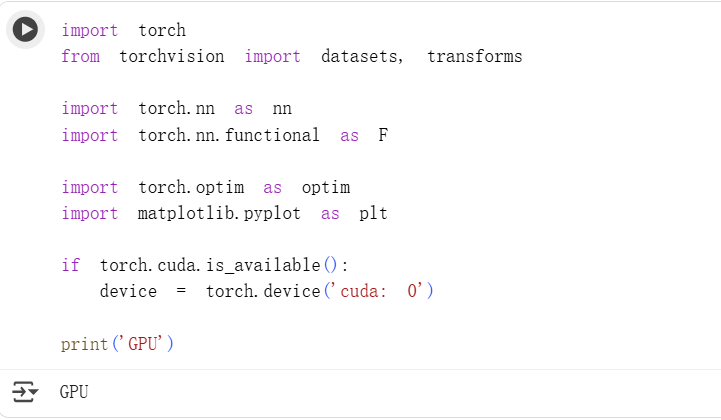 import torch
from torchvision import datasets, transforms
import torch.nn as nn
import torch.nn.functional as F
import torch.optim as optim
import matplotlib.pyplot as plt
if torch.cuda.is_available():
device = torch.device('cuda: 0')
print('GPU')
GPU